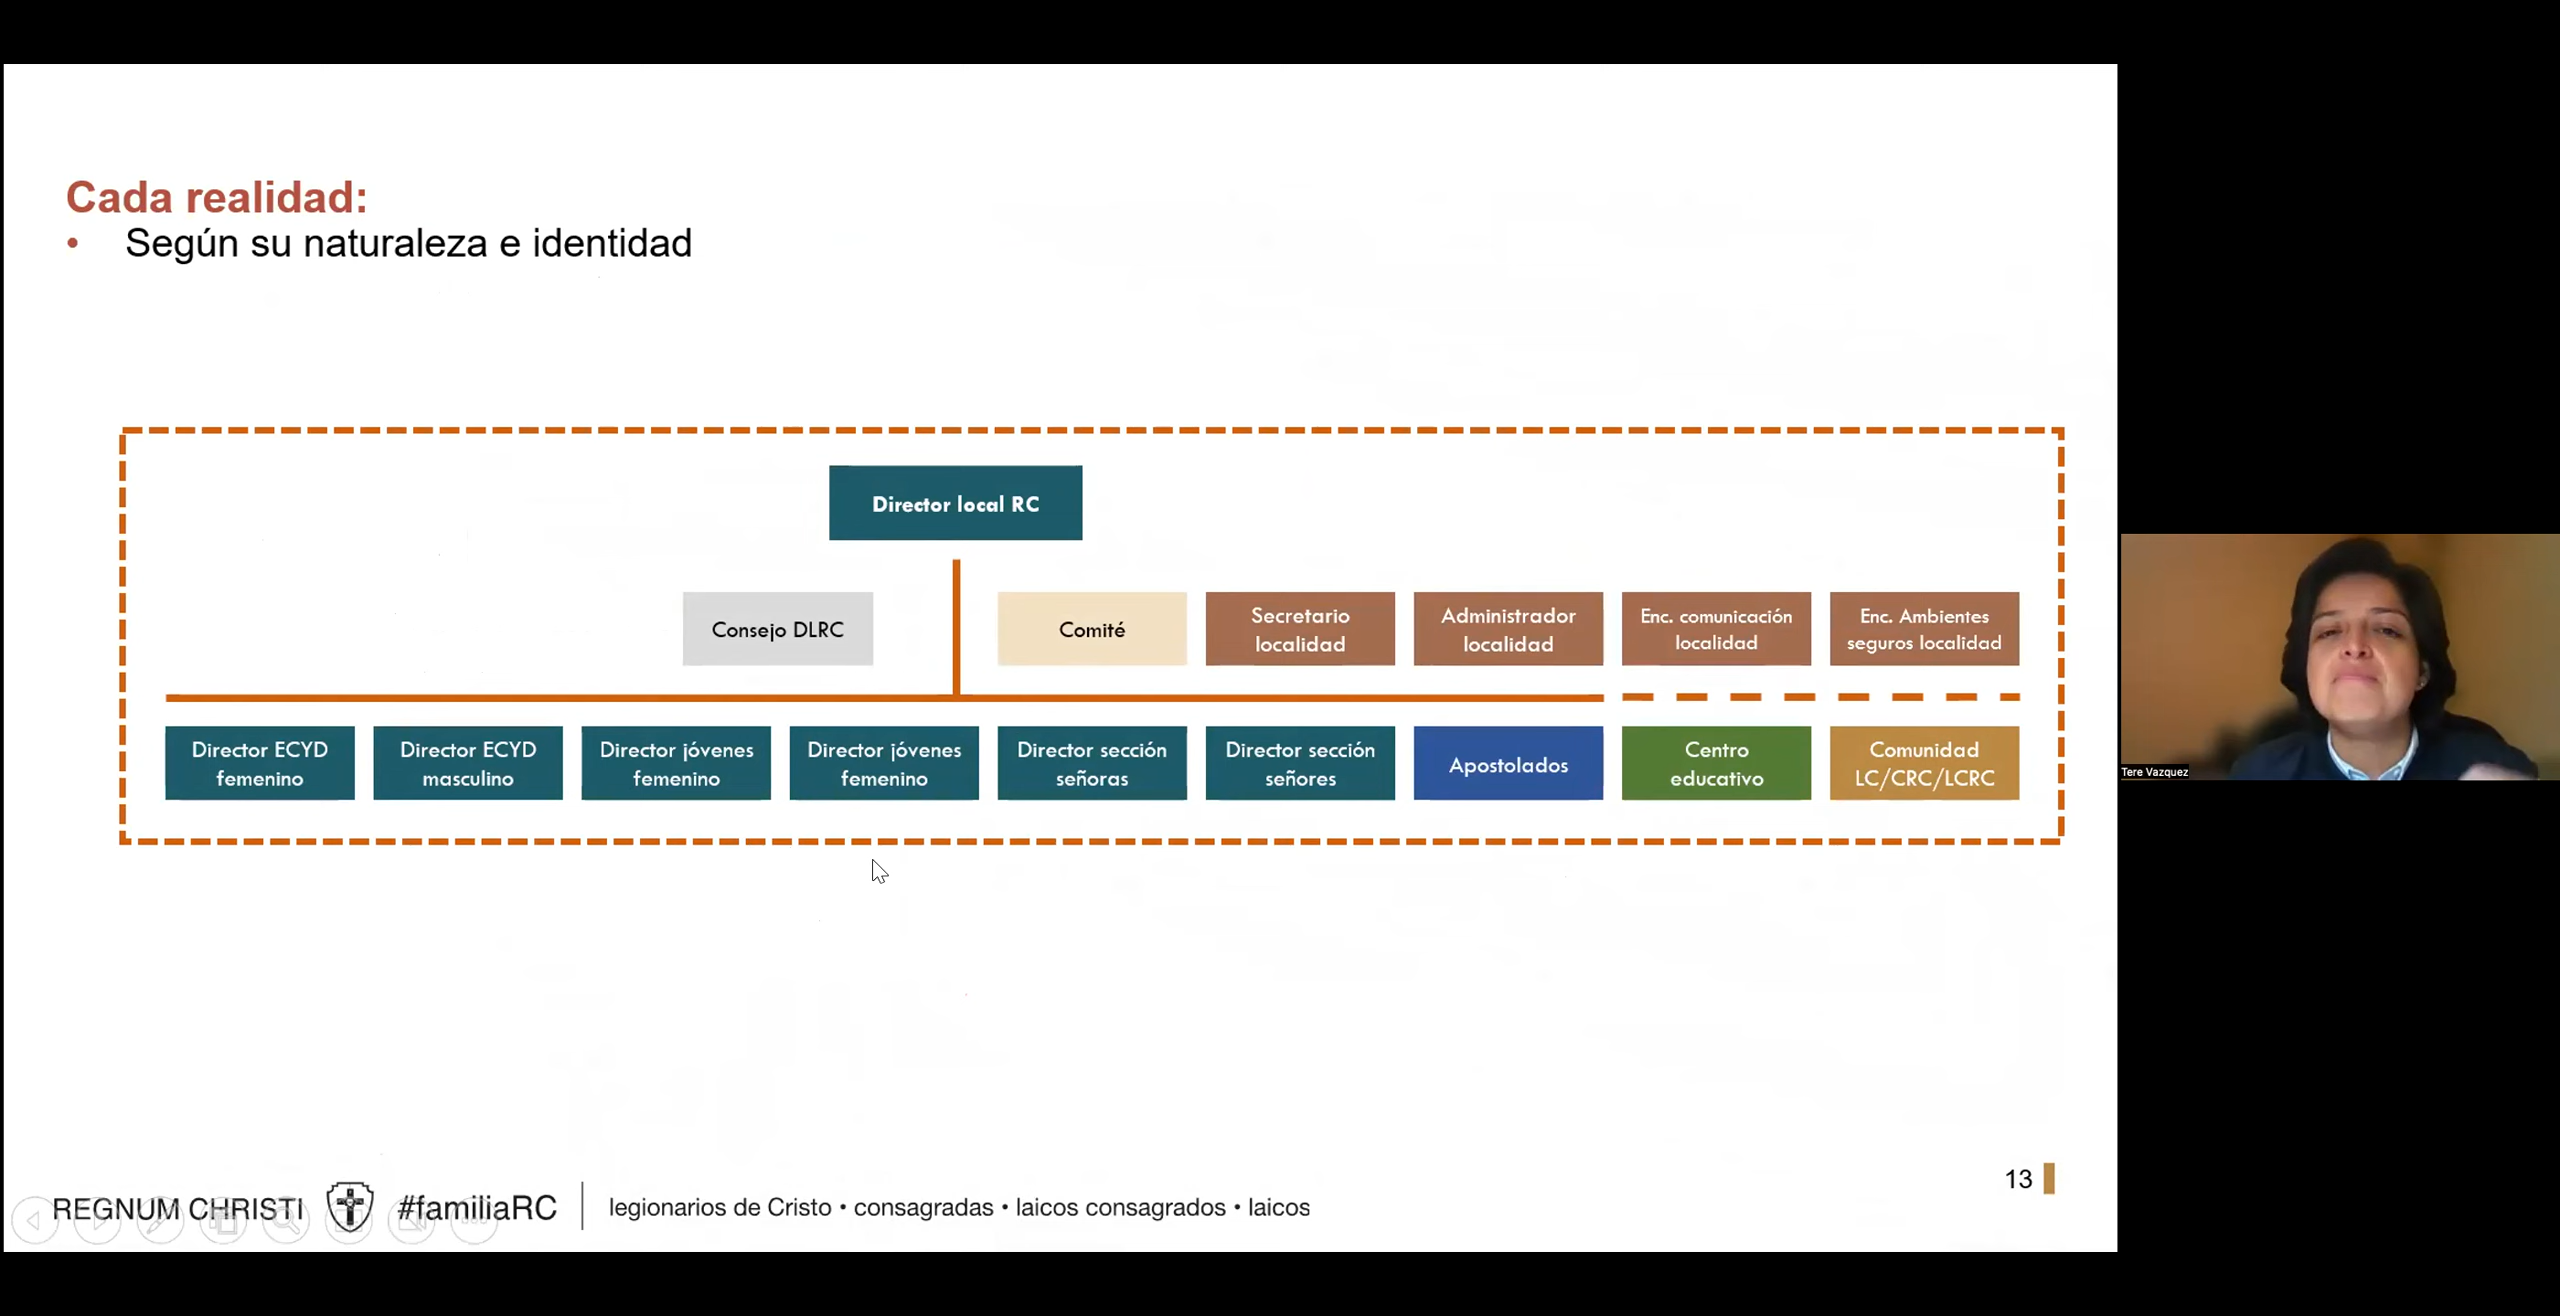 Cada realidad:
• Según su naturaleza e identidad
Director local RC
Consejo DLRC
Comité
Secretario
localidad
Administrador
localidad
Enc. comunicación
localidad
Enc. Ambientes
seguros localidad
Director ECYD
femenino
Director ECYD
masculino
Director jóvenes
femenino
Director jóvenes
femenino
Director sección
señoras
Director sección
señores
Apostolados
Centro
educativo
Comunidad
LC/CRC/LCRC
Tere Vazquez
13
REGNUM CHRISTI
#familiaRC
legionarios de Cristo • consagradas • laicos consagrados • laicos